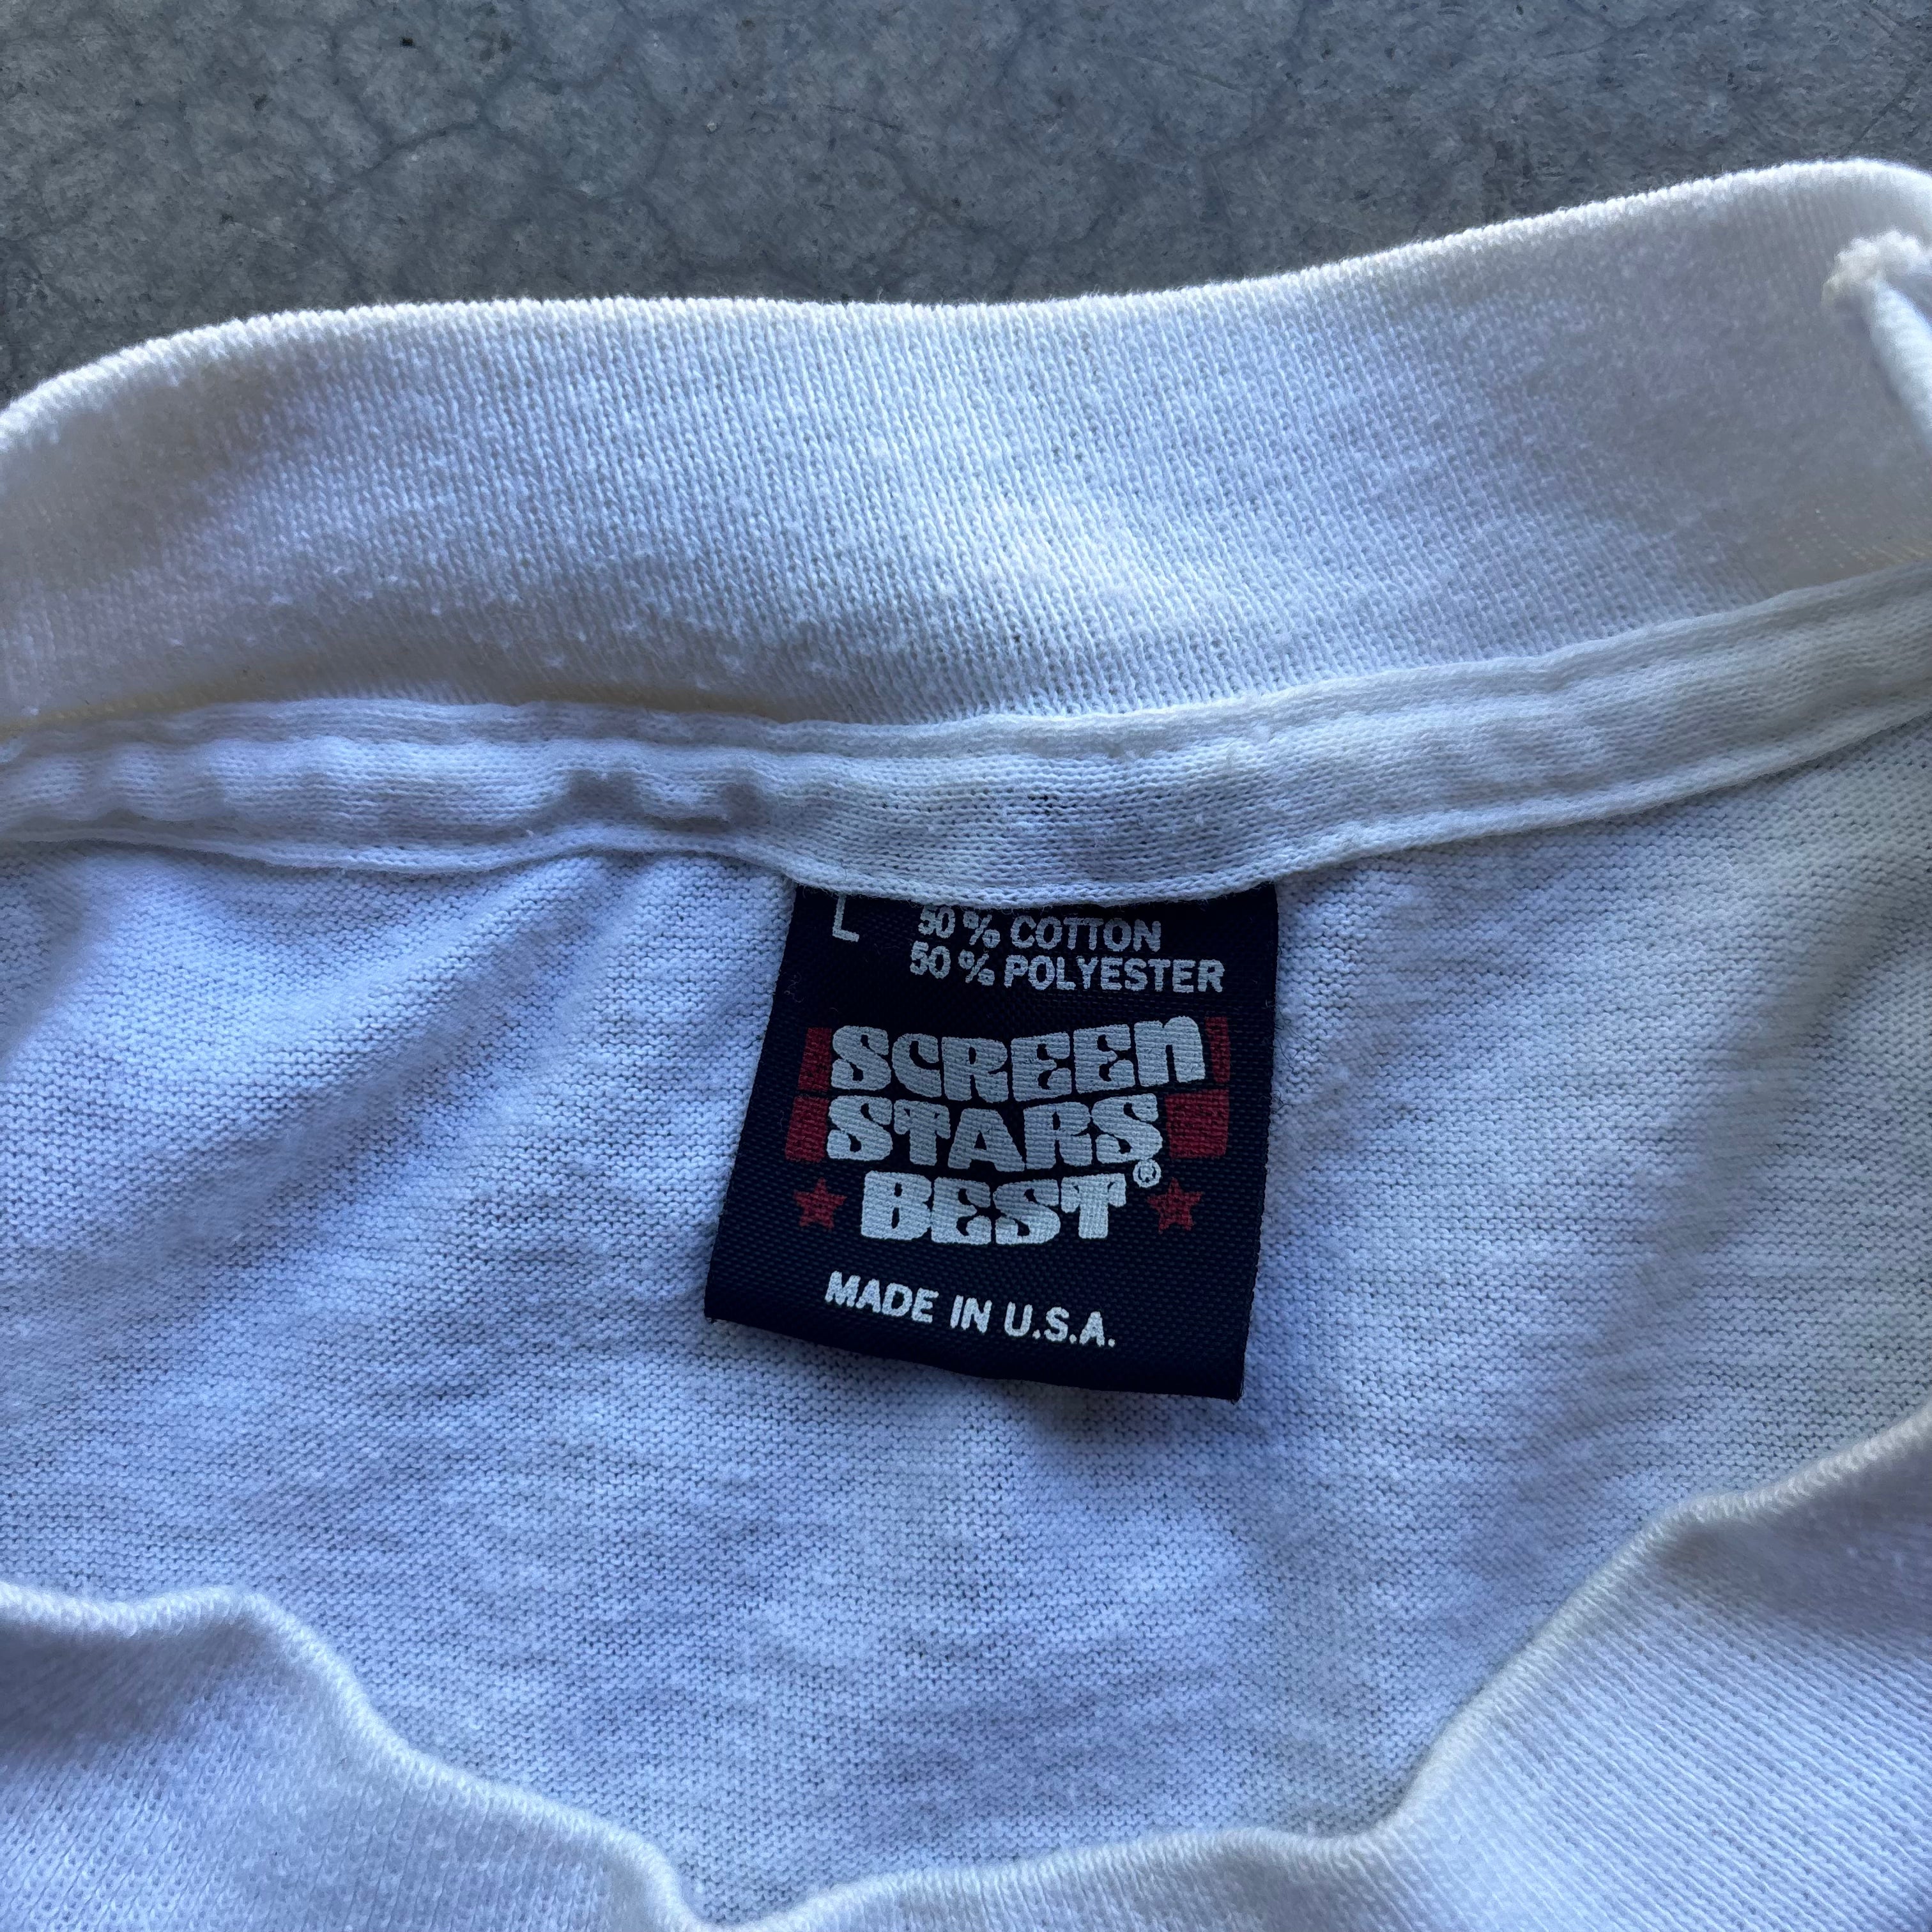 L 50% COTTON
50% POLYESTER
SCREEN
STARS
BEST®
MADE IN U.S.A.